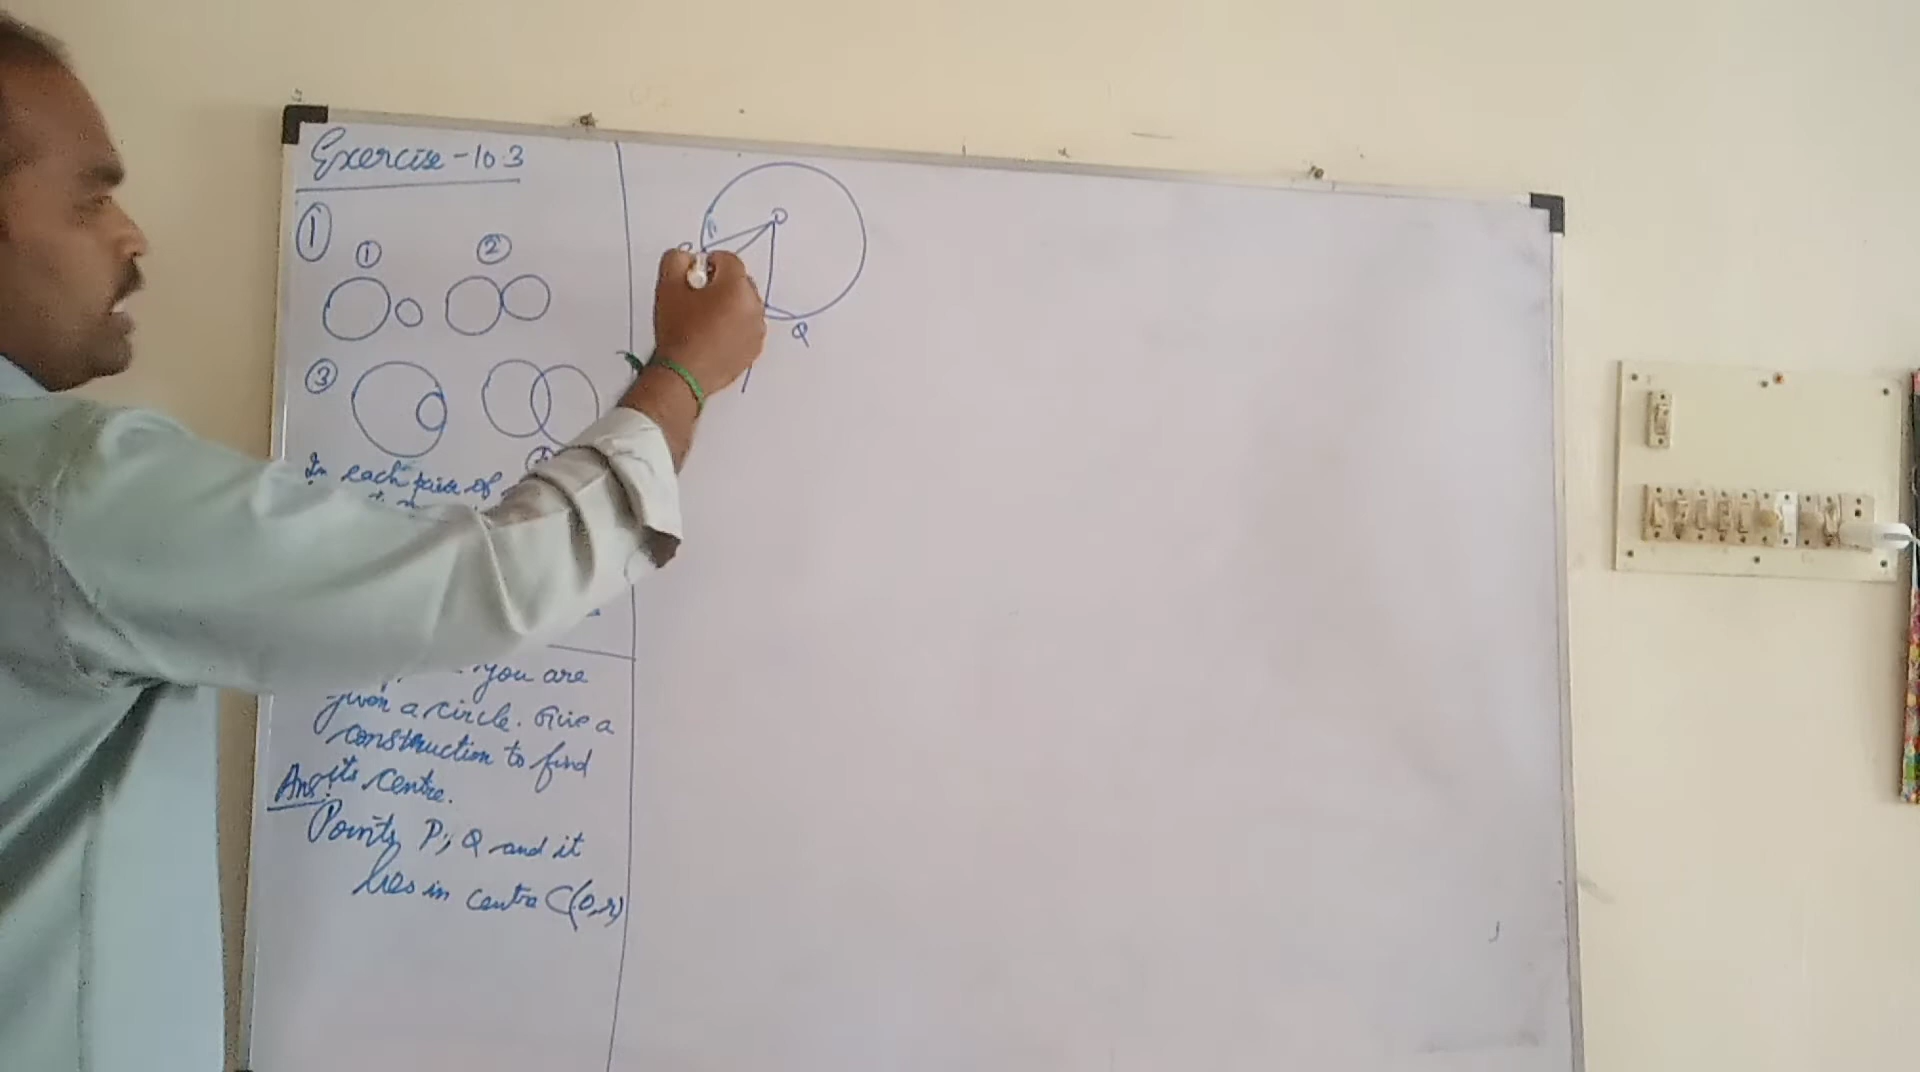 Exercise - 10.3
1
1 2
3
In each pair of
you are
given a circle. Give a
construction to find
its centre.
Ans:
Points P, Q and it
lies in centre C(O,r)
O
Q